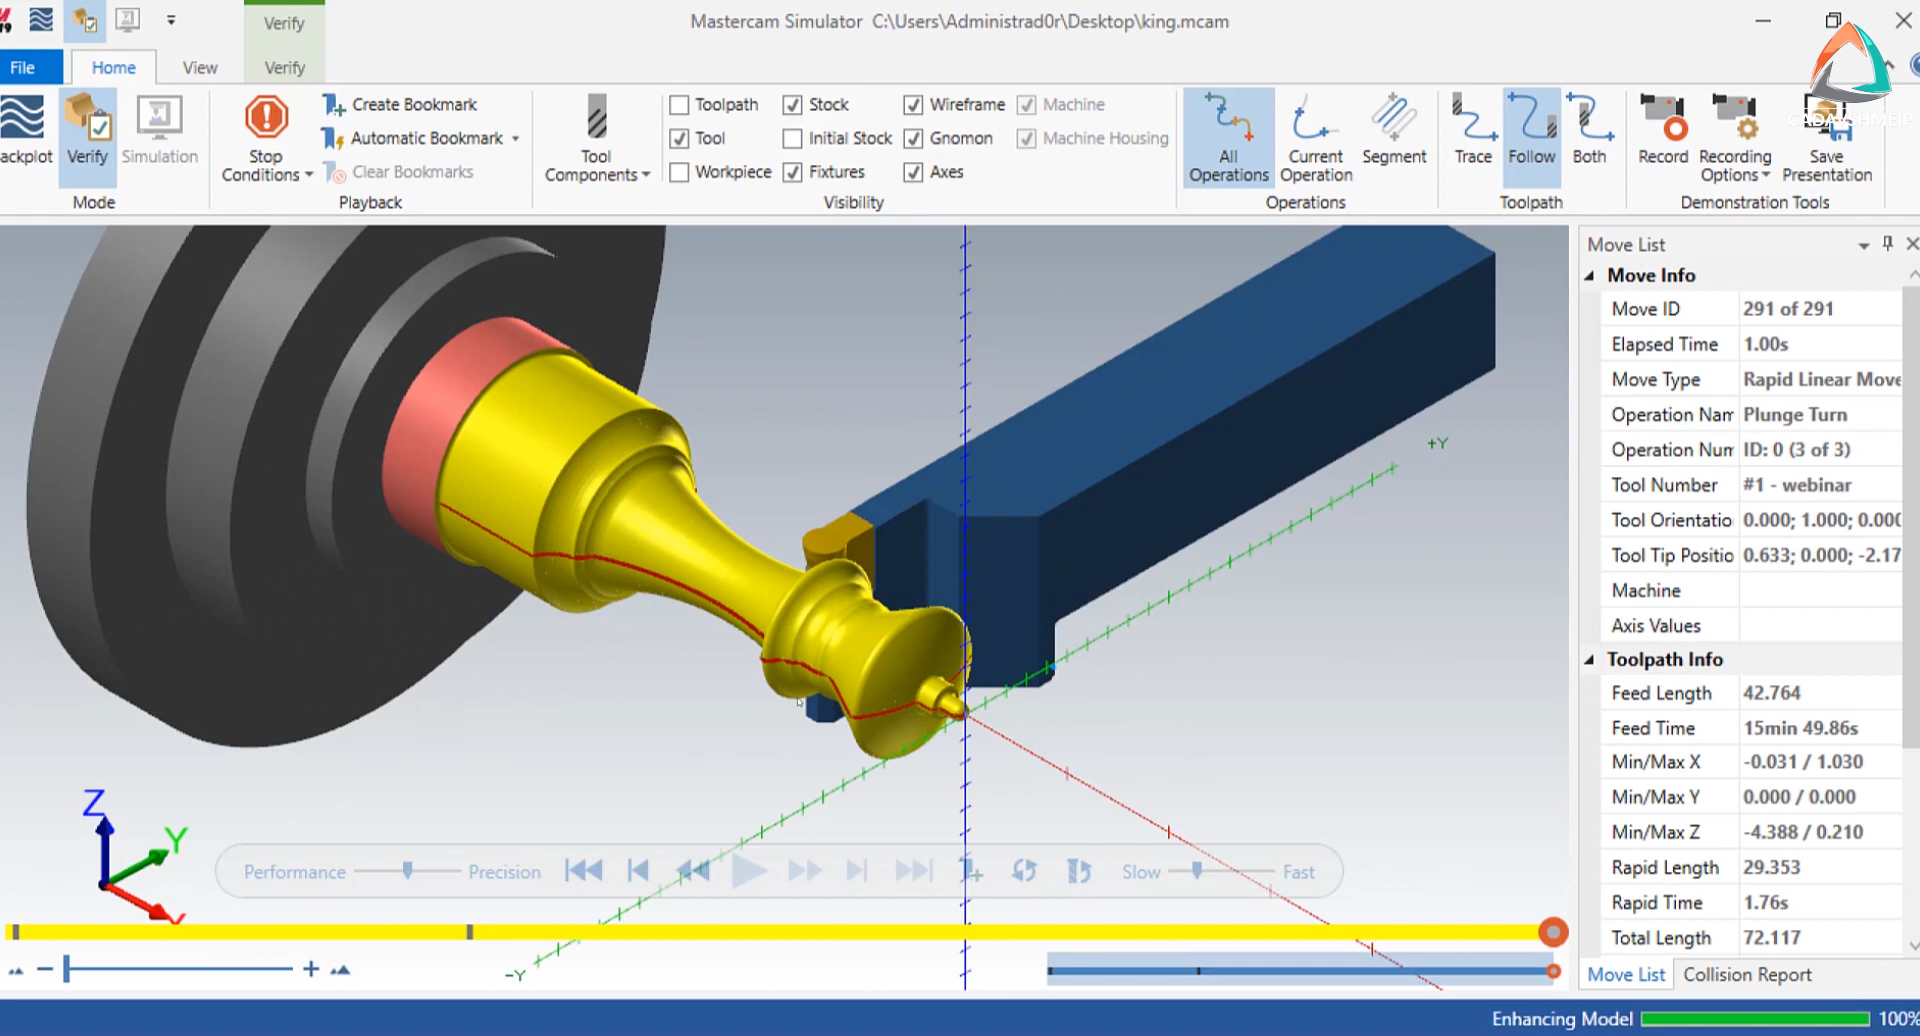 Verify
Mastercam Simulator C:\Users\Administrad0r\Desktop\king.mcam
File Home View Verify
ackplot Verify Simulation
Mode
Stop Conditions
Create Bookmark
Automatic Bookmark
Clear Bookmarks
Playback
Tool Components
Toolpath Stock Wireframe Machine
Tool Initial Stock Gnomon Machine Housing
Workpiece Fixtures Axes
Visibility
All Operations
Current Operation
Segment
Operations
Trace Follow Both
Toolpath
Record
Recording Options
Save Presentation
Demonstration Tools
Move List
Move Info
Move ID 291 of 291
Elapsed Time 1.00s
Move Type Rapid Linear Move
Operation Nam Plunge Turn
Operation Num ID: 0 (3 of 3)
Tool Number #1 - webinar
Tool Orientatio 0.000; 1.000; 0.000
Tool Tip Positio 0.633; 0.000; -2.17
Machine
Axis Values
Toolpath Info
Feed Length 42.764
Feed Time 15min 49.86s
Min/Max X -0.031 / 1.030
Min/Max Y 0.000 / 0.000
Min/Max Z -4.388 / 0.210
Rapid Length 29.353
Rapid Time 1.76s
Total Length 72.117
Move List Collision Report
+Y
Z
Y
Performance Precision Slow Fast
-Y
Enhancing Model 100%